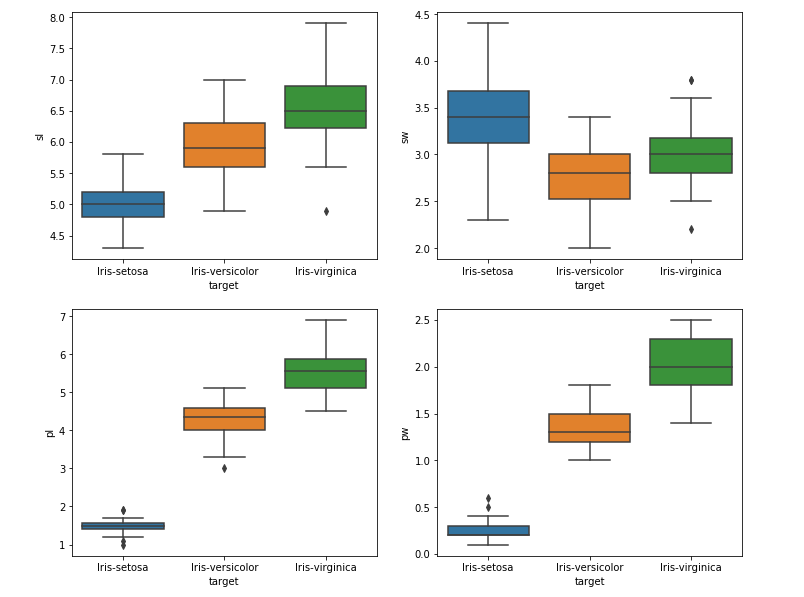 8.0
7.5
7.0
6.5
6.0
5.5
5.0
4.5
sl
Iris-setosa Iris-versicolor Iris-virginica
target
4.5
4.0
3.5
3.0
2.5
2.0
sw
Iris-setosa Iris-versicolor Iris-virginica
target
7
6
5
4
3
2
1
pl
Iris-setosa Iris-versicolor Iris-virginica
target
2.5
2.0
1.5
1.0
0.5
0.0
pw
Iris-setosa Iris-versicolor Iris-virginica
target